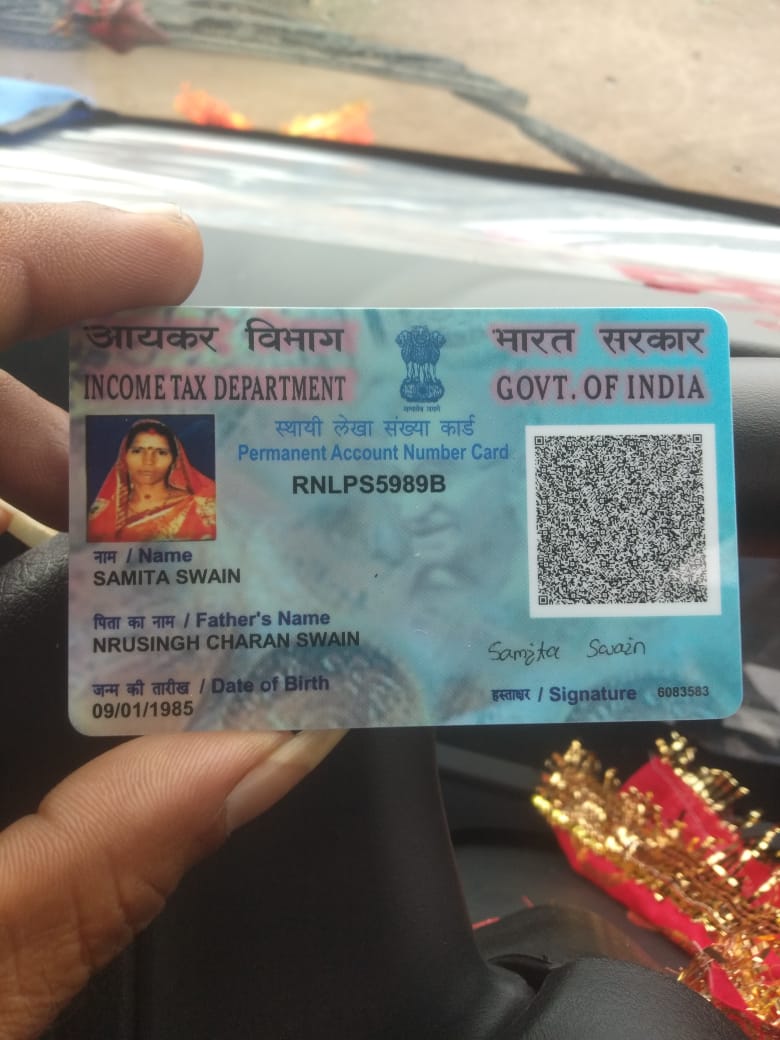 आयकर विभाग
INCOME TAX DEPARTMENT
भारत सरकार
GOVT. OF INDIA
स्थायी लेखा संख्या कार्ड
Permanent Account Number Card
RNLPS5989B
नाम / Name
SAMITA SWAIN
पिता का नाम / Father's Name
NRUSINGH CHARAN SWAIN
जन्म की तारीख / Date of Birth
09/01/1985
Samita Swain
हस्ताक्षर / Signature
6083583